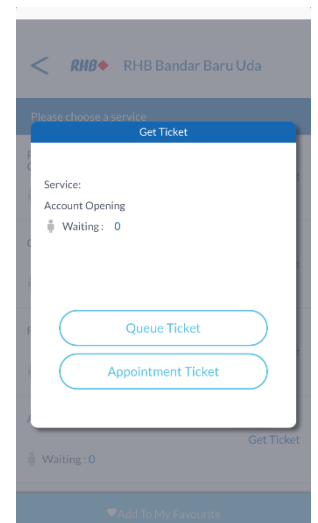 RHB RHB Bandar Baru Uda
Please choose a service
Get Ticket
Service:
Account Opening
Waiting : 0
Queue Ticket
Appointment Ticket
Get Ticket
Waiting : 0
Add To My Favourite